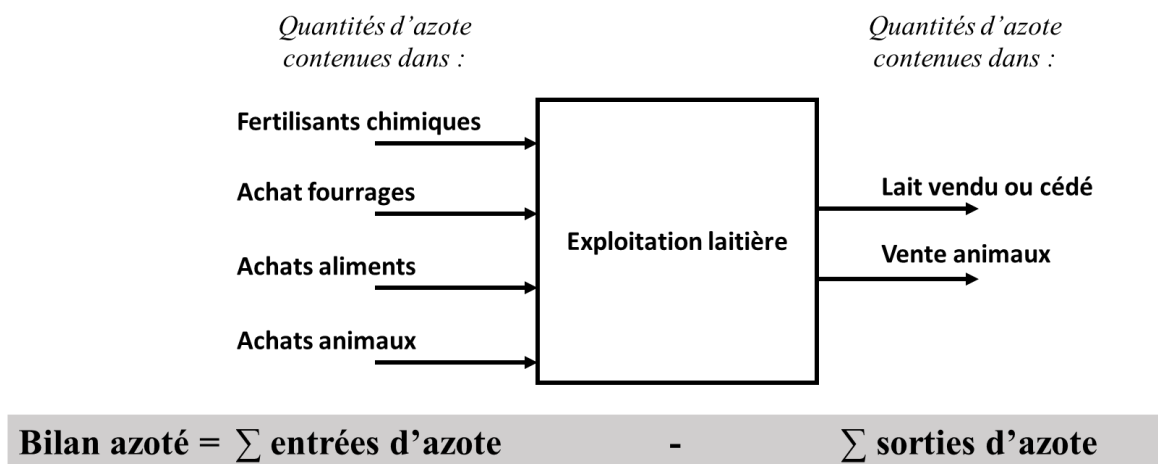 Quantités d’azote
contenues dans :
Quantités d’azote
contenues dans :
Fertilisants chimiques
Achat fourrages
Achats aliments
Achats animaux
Exploitation laitière
Lait vendu ou cédé
Vente animaux
Bilan azoté = ∑ entrées d’azote - ∑ sorties d’azote